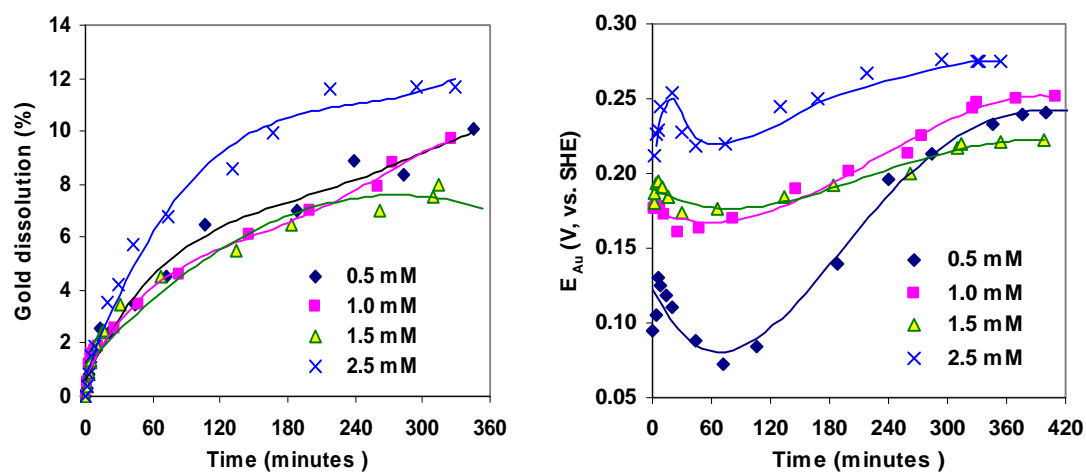 Gold dissolution (%)
14
12
10
8
6
4
2
0
0 60 120 180 240 300 360
Time (minutes )
0.5 mM
1.0 mM
1.5 mM
2.5 mM
E Au (V, vs. SHE)
0.30
0.25
0.20
0.15
0.10
0.05
0 60 120 180 240 300 360 420
Time (minutes )
0.5 mM
1.0 mM
1.5 mM
2.5 mM